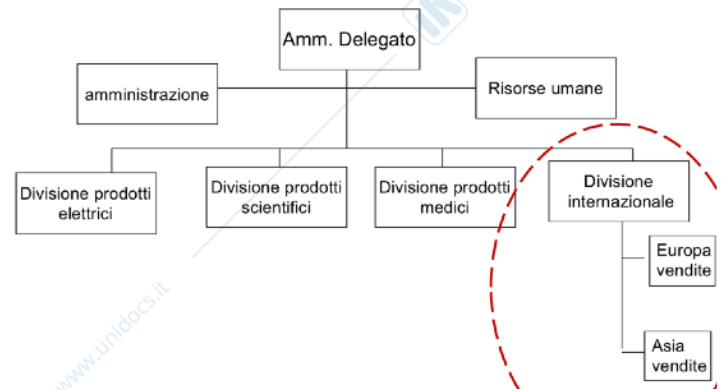 Amm. Delegato
amministrazione
Risorse umane
Divisione prodotti
elettrici
Divisione prodotti
scientifici
Divisione prodotti
medici
Divisione
internazionale
Europa
vendite
Asia
vendite
www.unidocs.it